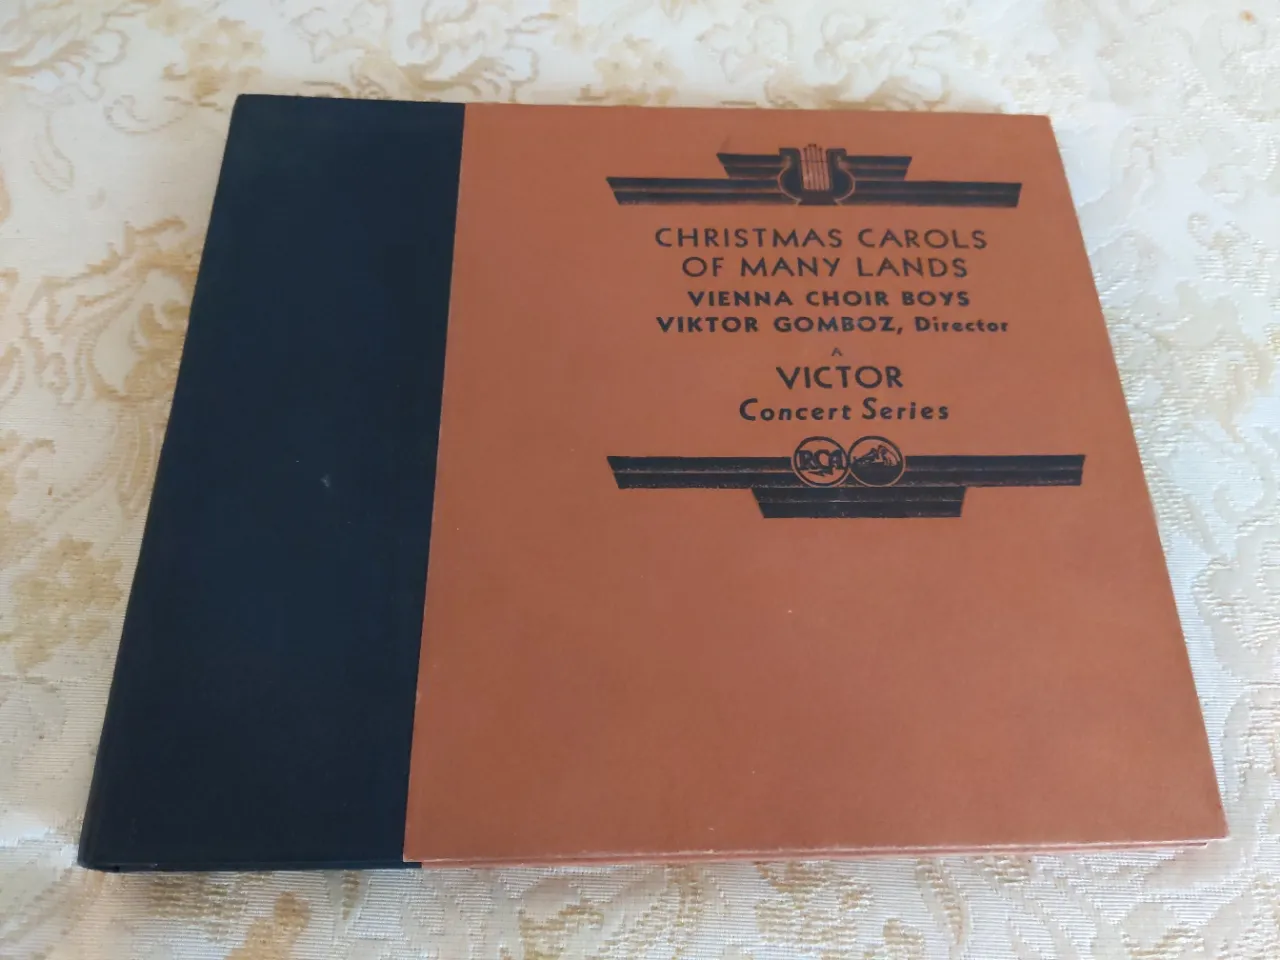 CHRISTMAS CAROLS
OF MANY LANDS
VIENNA CHOIR BOYS
VIKTOR GOMBOZ, Director
A
VICTOR
Concert Series
RCA